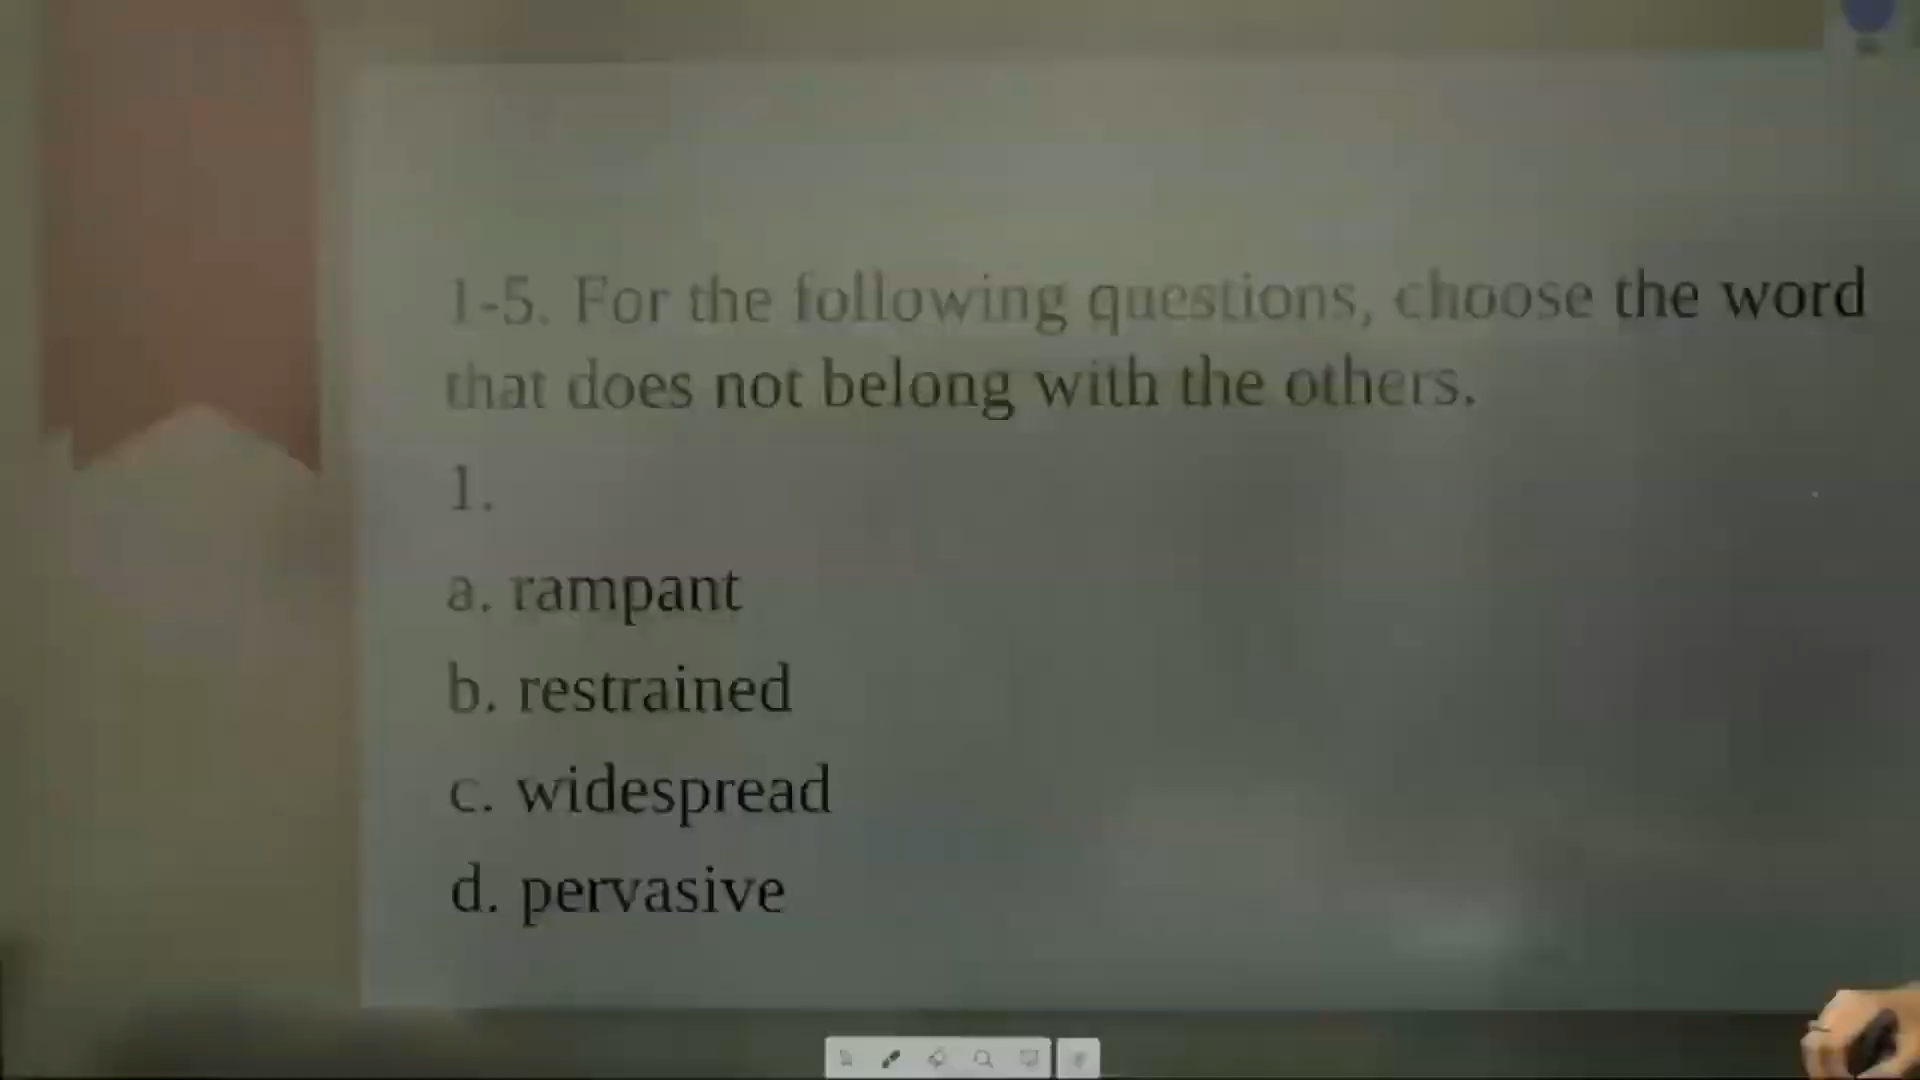 1-5. For the following questions, choose the word
that does not belong with the others.
1.
a. rampant
b. restrained
c. widespread
d. pervasive